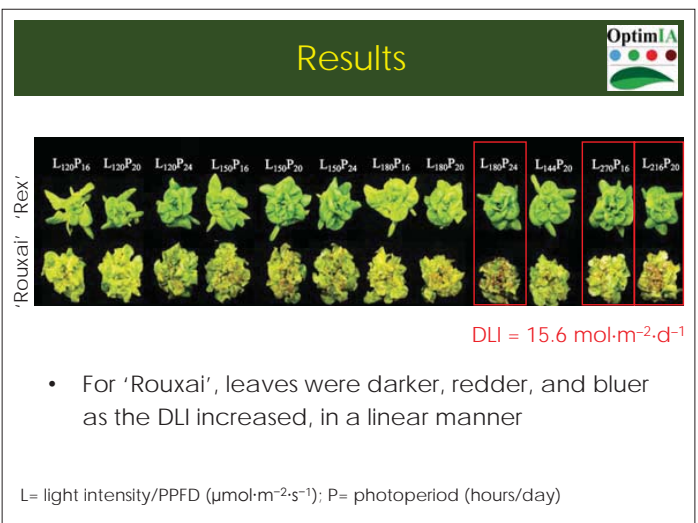 Results
OptimIA
L₁₂₀P₁₆ L₁₂₀P₂₀ L₁₂₀P₂₄ L₁₅₀P₁₆ L₁₅₀P₂₀ L₁₅₀P₂₄ L₁₈₀P₁₆ L₁₈₀P₂₀ L₁₈₀P₂₄ L₁₄₄P₂₀ L₂₇₀P₁₆ L₂₁₆P₂₀
'Rex'
'Rouxai'
DLI = 15.6 mol·m⁻²·d⁻¹
• For 'Rouxai', leaves were darker, redder, and bluer
as the DLI increased, in a linear manner
L= light intensity/PPFD (µmol·m⁻²·s⁻¹); P= photoperiod (hours/day)